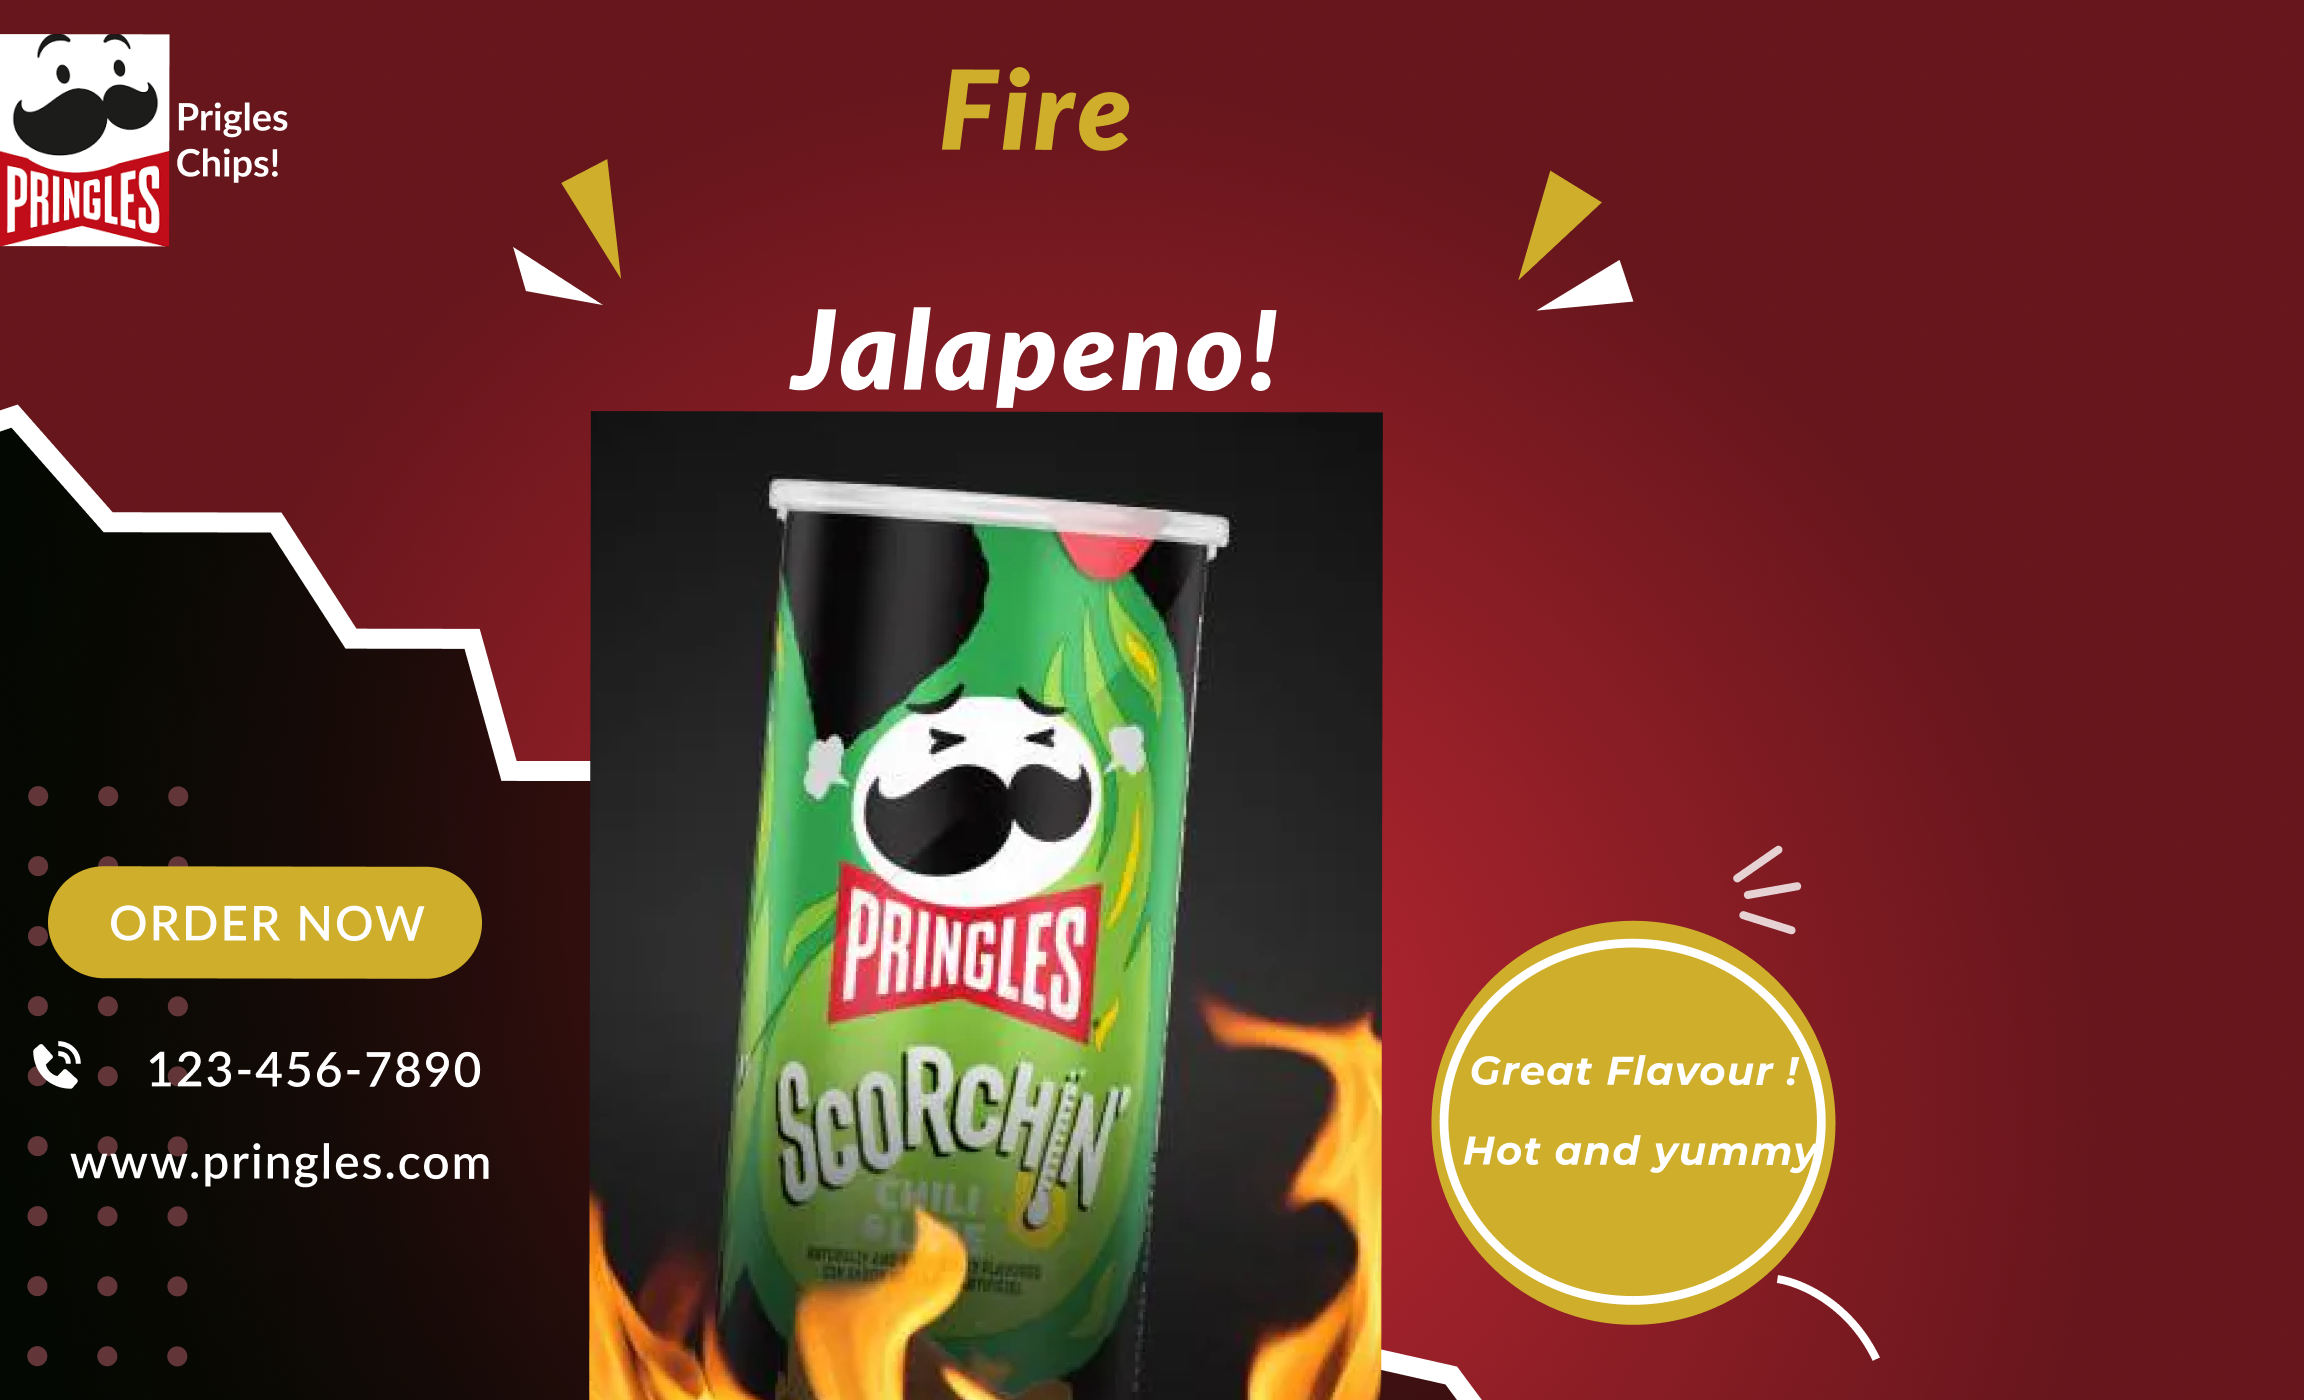 PRINGLES
Prigles
Chips!
Fire
Jalapeno!
PRINGLES
SCORCHIN'
CHILI
ORDER NOW
123-456-7890
www.pringles.com
Great Flavour !
Hot and yummy